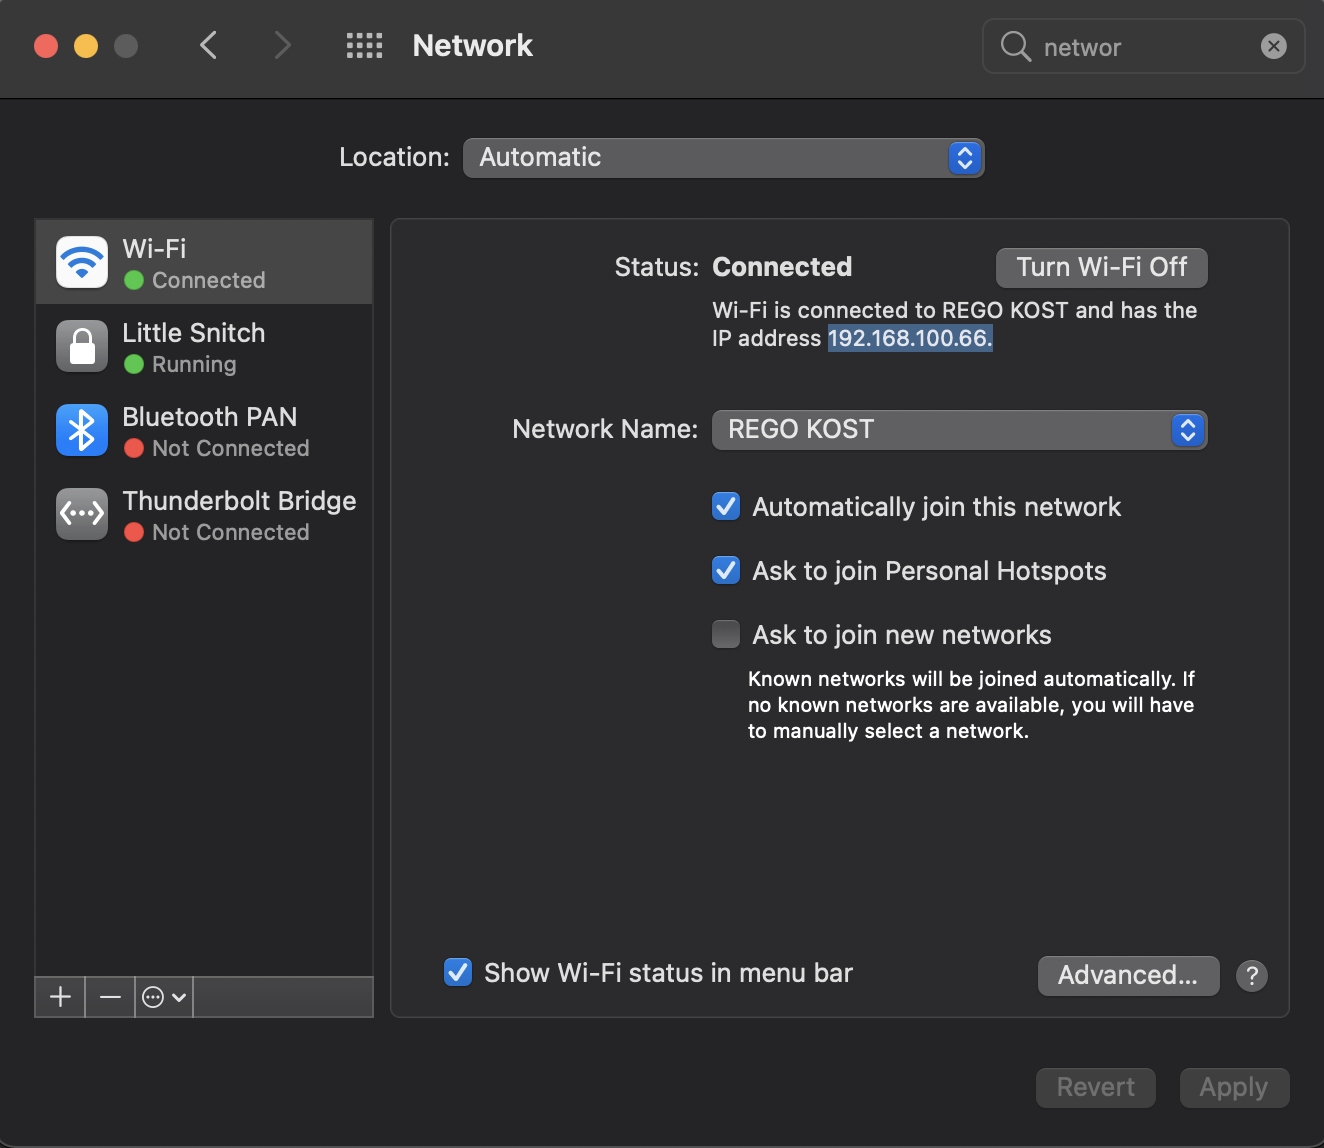 Network
networ
Location: Automatic
Wi-Fi
Connected
Little Snitch
Running
Bluetooth PAN
Not Connected
Thunderbolt Bridge
Not Connected
Status: Connected
Turn Wi-Fi Off
Wi-Fi is connected to REGO KOST and has the
IP address 192.168.100.66.
Network Name: REGO KOST
Automatically join this network
Ask to join Personal Hotspots
Ask to join new networks
Known networks will be joined automatically. If
no known networks are available, you will have
to manually select a network.
Show Wi-Fi status in menu bar
Advanced...
?
Revert
Apply